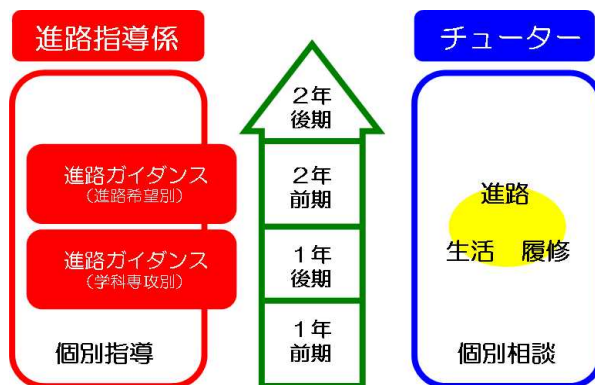 進路指導係
進路ガイダンス
（進路希望別）
進路ガイダンス
（学科専攻別）
個別指導
２年
後期
２年
前期
１年
後期
１年
前期
チューター
進路
生活　履修
個別相談